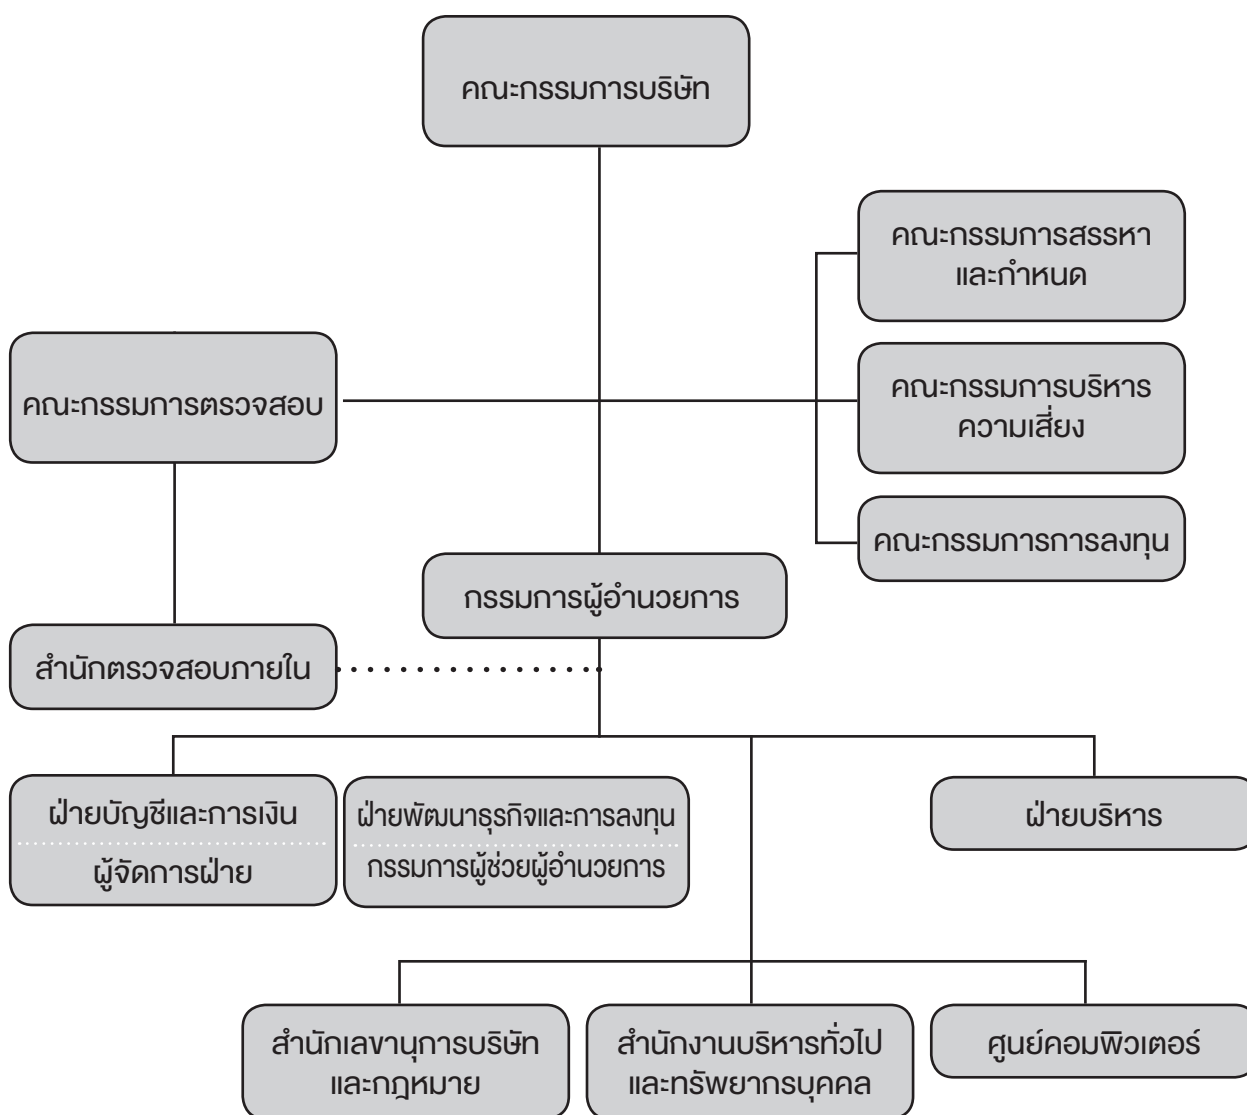 คณะกรรมการบริษัท
คณะกรรมการสรรหา
และกำหนด
คณะกรรมการตรวจสอบ
คณะกรรมการบริหาร
ความเสี่ยง
คณะกรรมการการลงทุน
กรรมการผู้อำนวยการ
สำนักตรวจสอบภายใน
ฝ่ายบัญชีและการเงิน
ผู้จัดการฝ่าย
ฝ่ายพัฒนาธุรกิจและการลงทุน
กรรมการผู้ช่วยผู้อำนวยการ
ฝ่ายบริหาร
สำนักเลขานุการบริษัท
และกฎหมาย
สำนักงานบริหารทั่วไป
และทรัพยากรบุคคล
ศูนย์คอมพิวเตอร์